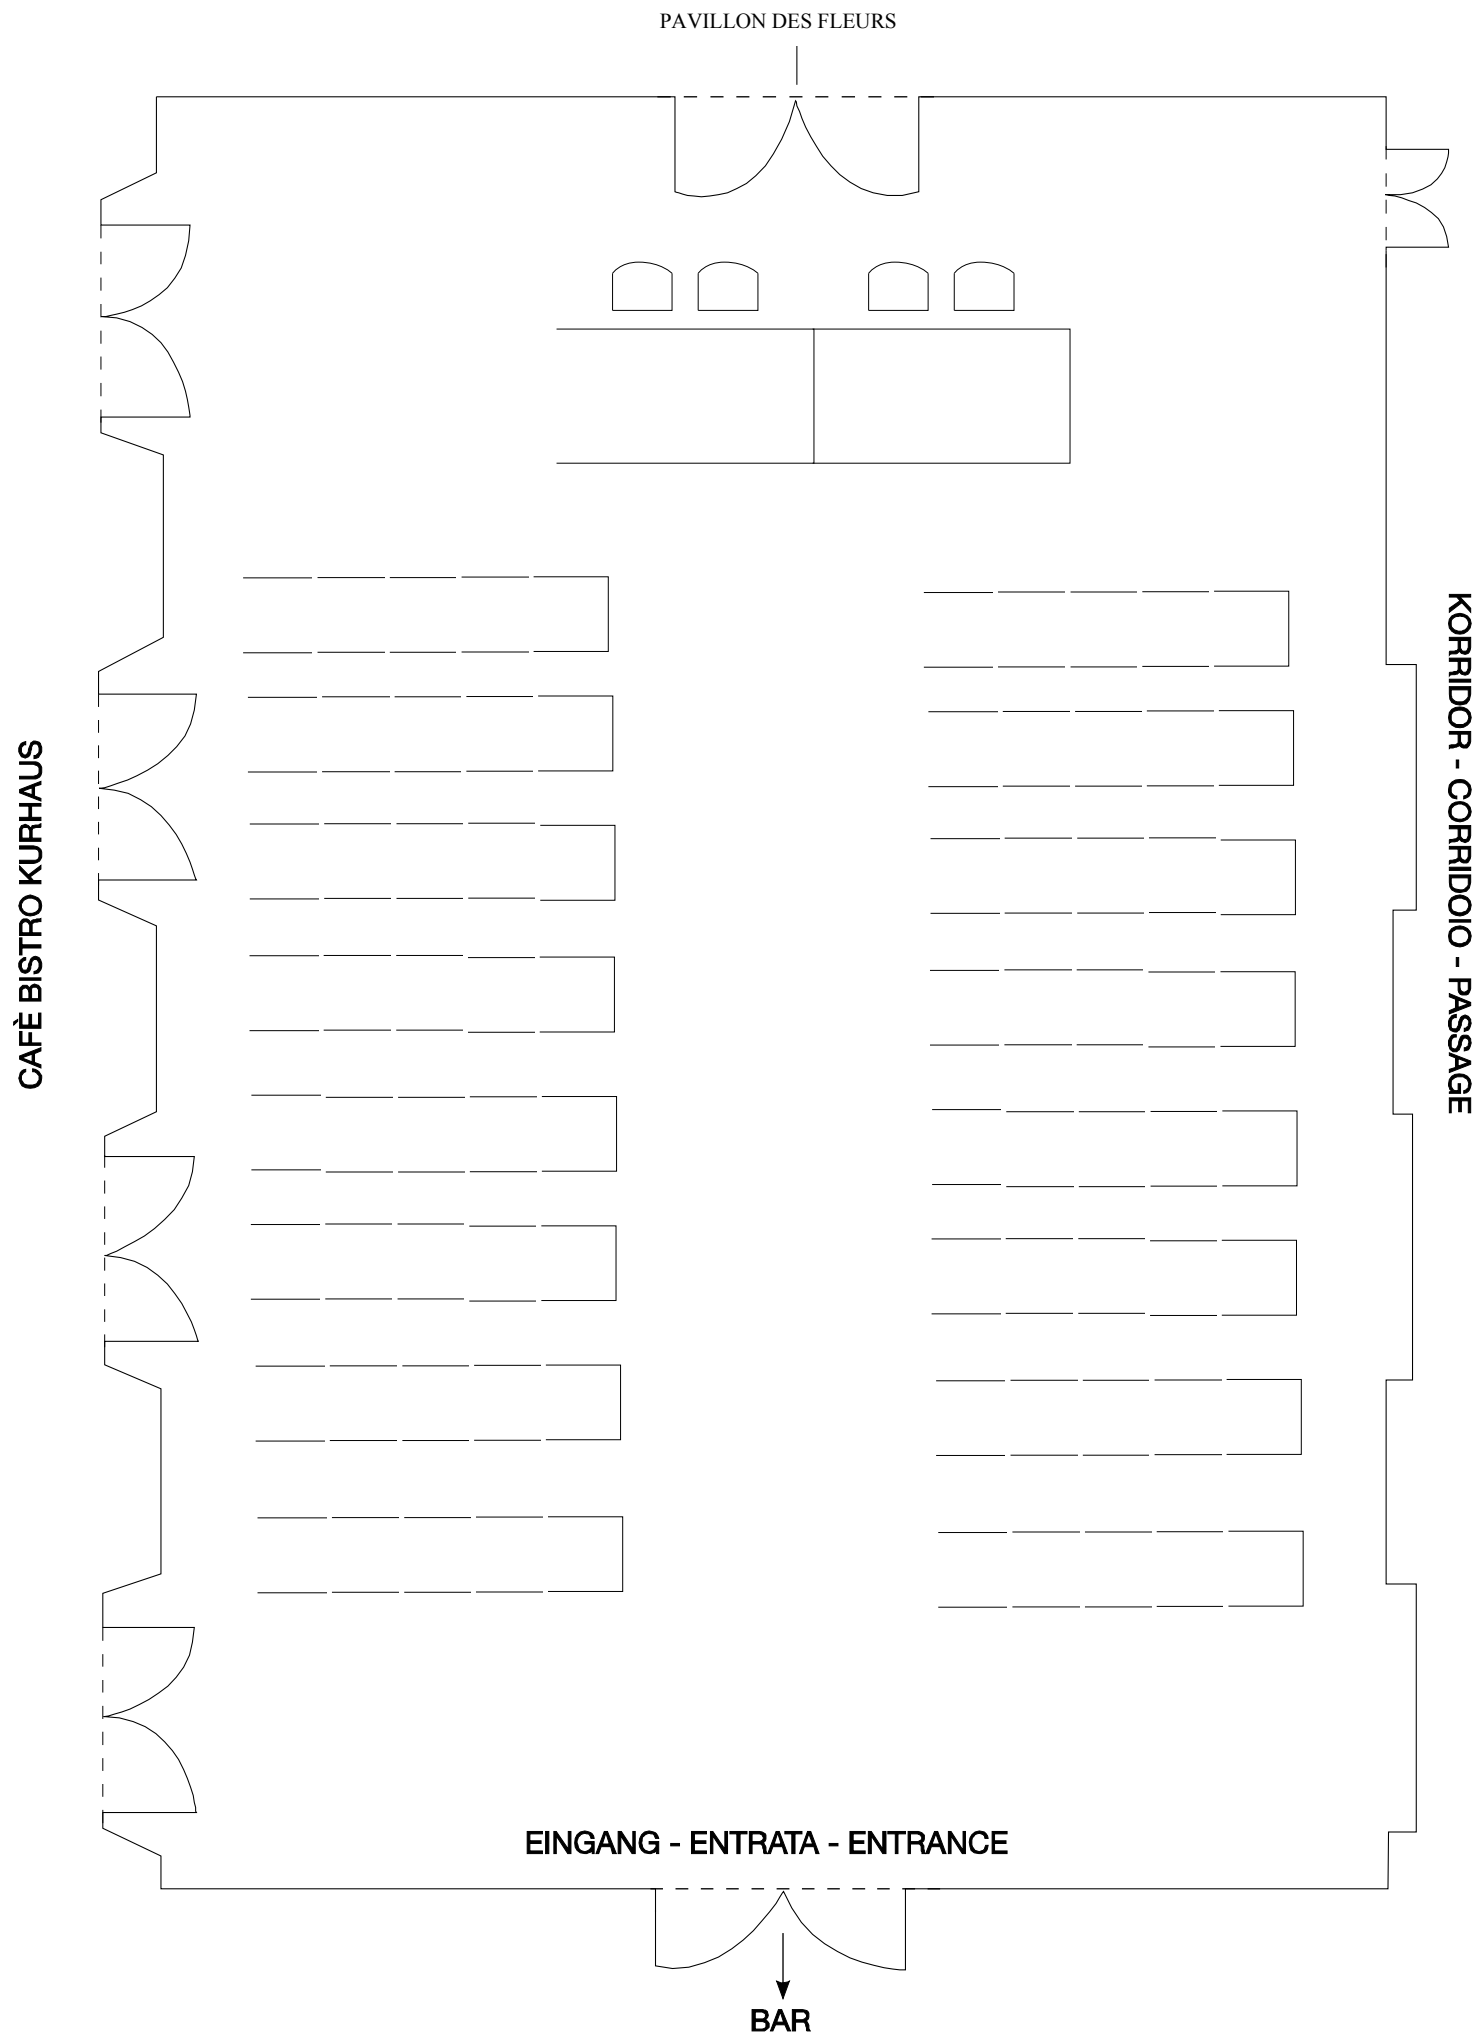 PAVILLON DES FLEURS
CAFÈ BISTRO KURHAUS
KORRIDOR - CORRIDOIO - PASSAGE
EINGANG - ENTRATA - ENTRANCE
BAR